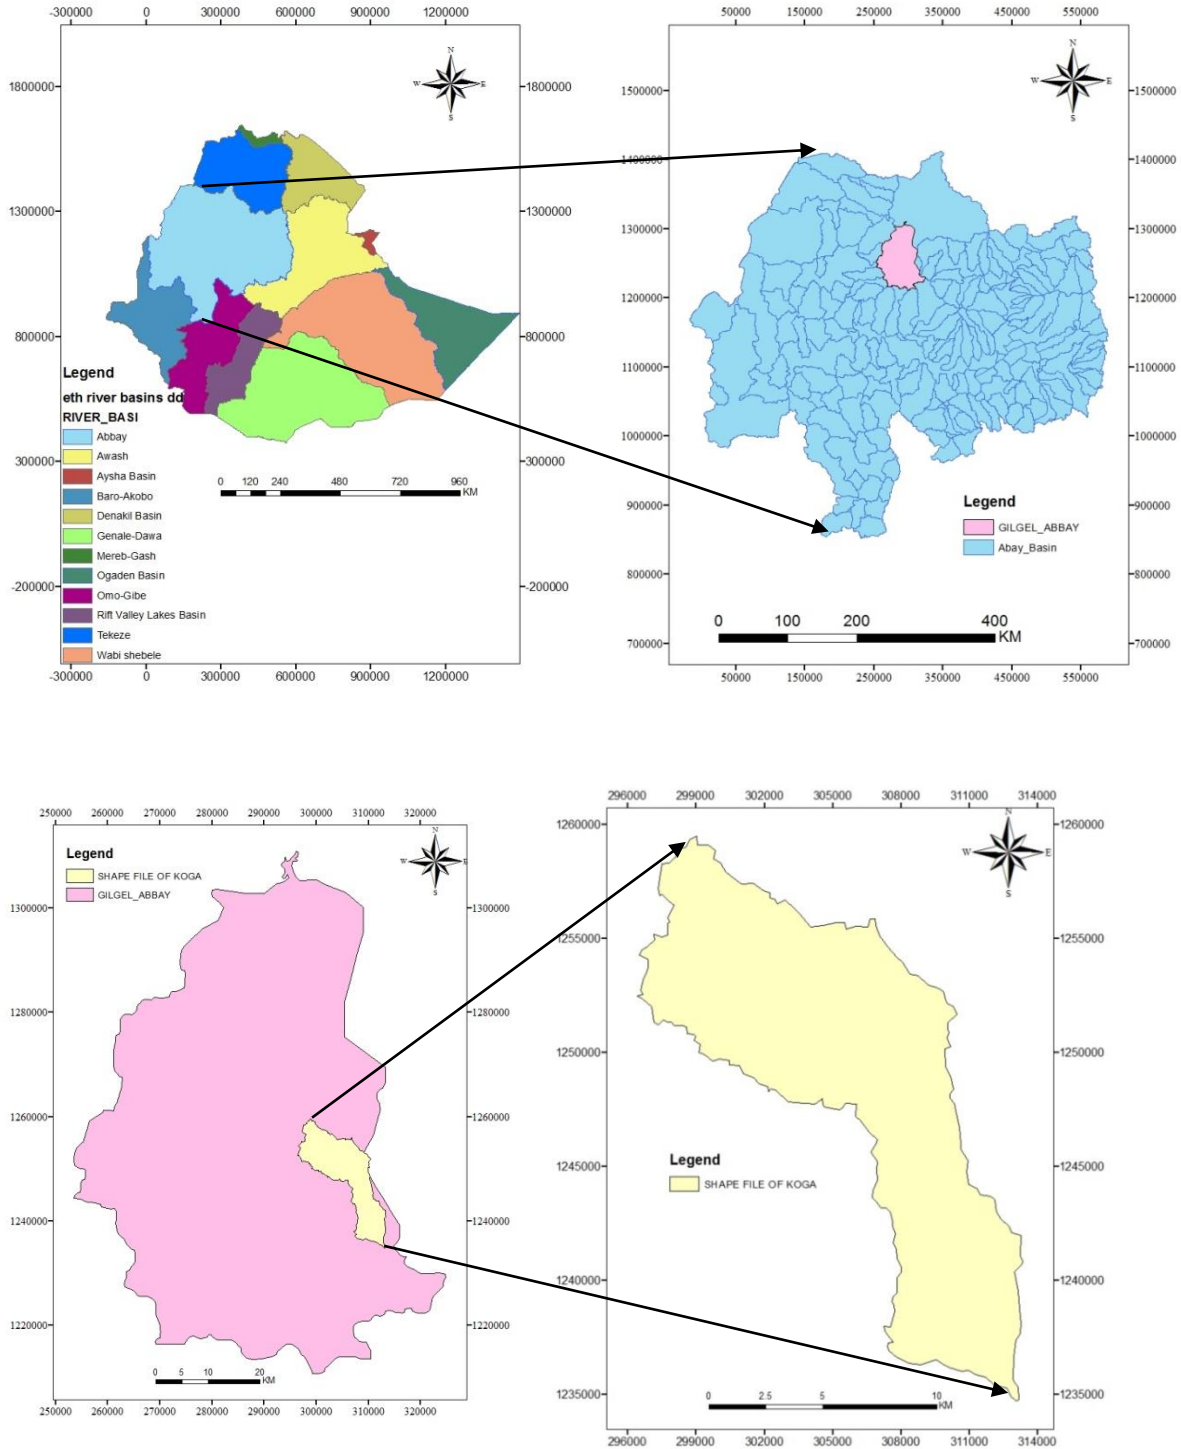 -300000 0 300000 600000 900000 1200000
N
W E
S
1800000 1800000
1300000 1300000
800000 800000
300000 300000
-200000 -200000
Legend
eth river basins dd
RIVER_BASI
Abbay
Awash
Aysha Basin
Baro-Akobo
Denakil Basin
Genale-Dawa
Mereb-Gash
Ogaden Basin
Omo-Gibe
Rift Valley Lakes Basin
Tekeze
Wabi shebele
0 120 240 480 720 960
KM
-300000 0 300000 600000 900000 1200000
50000 150000 250000 350000 450000 550000
N
W E
S
1500000 1500000
1400000 1400000
1300000 1300000
1200000 1200000
1100000 1100000
1000000 1000000
900000 900000
800000 800000
700000 700000
Legend
GILGEL_ABBAY
Abay_Basin
0 100 200 400
KM
50000 150000 250000 350000 450000 550000
250000 260000 270000 280000 290000 300000 310000 320000
Legend
SHAPE FILE OF KOGA
GILGEL_ABBAY
N
W E
S
1300000 1300000
1280000 1280000
1260000 1260000
1240000 1240000
1220000 1220000
0 5 10 20
KM
250000 260000 270000 280000 290000 300000 310000 320000
296000 299000 302000 305000 308000 311000 314000
N
W E
S
1260000 1260000
1255000 1255000
1250000 1250000
1245000 1245000
1240000 1240000
1235000 1235000
Legend
SHAPE FILE OF KOGA
0 2.5 5 10
KM
296000 299000 302000 305000 308000 311000 314000